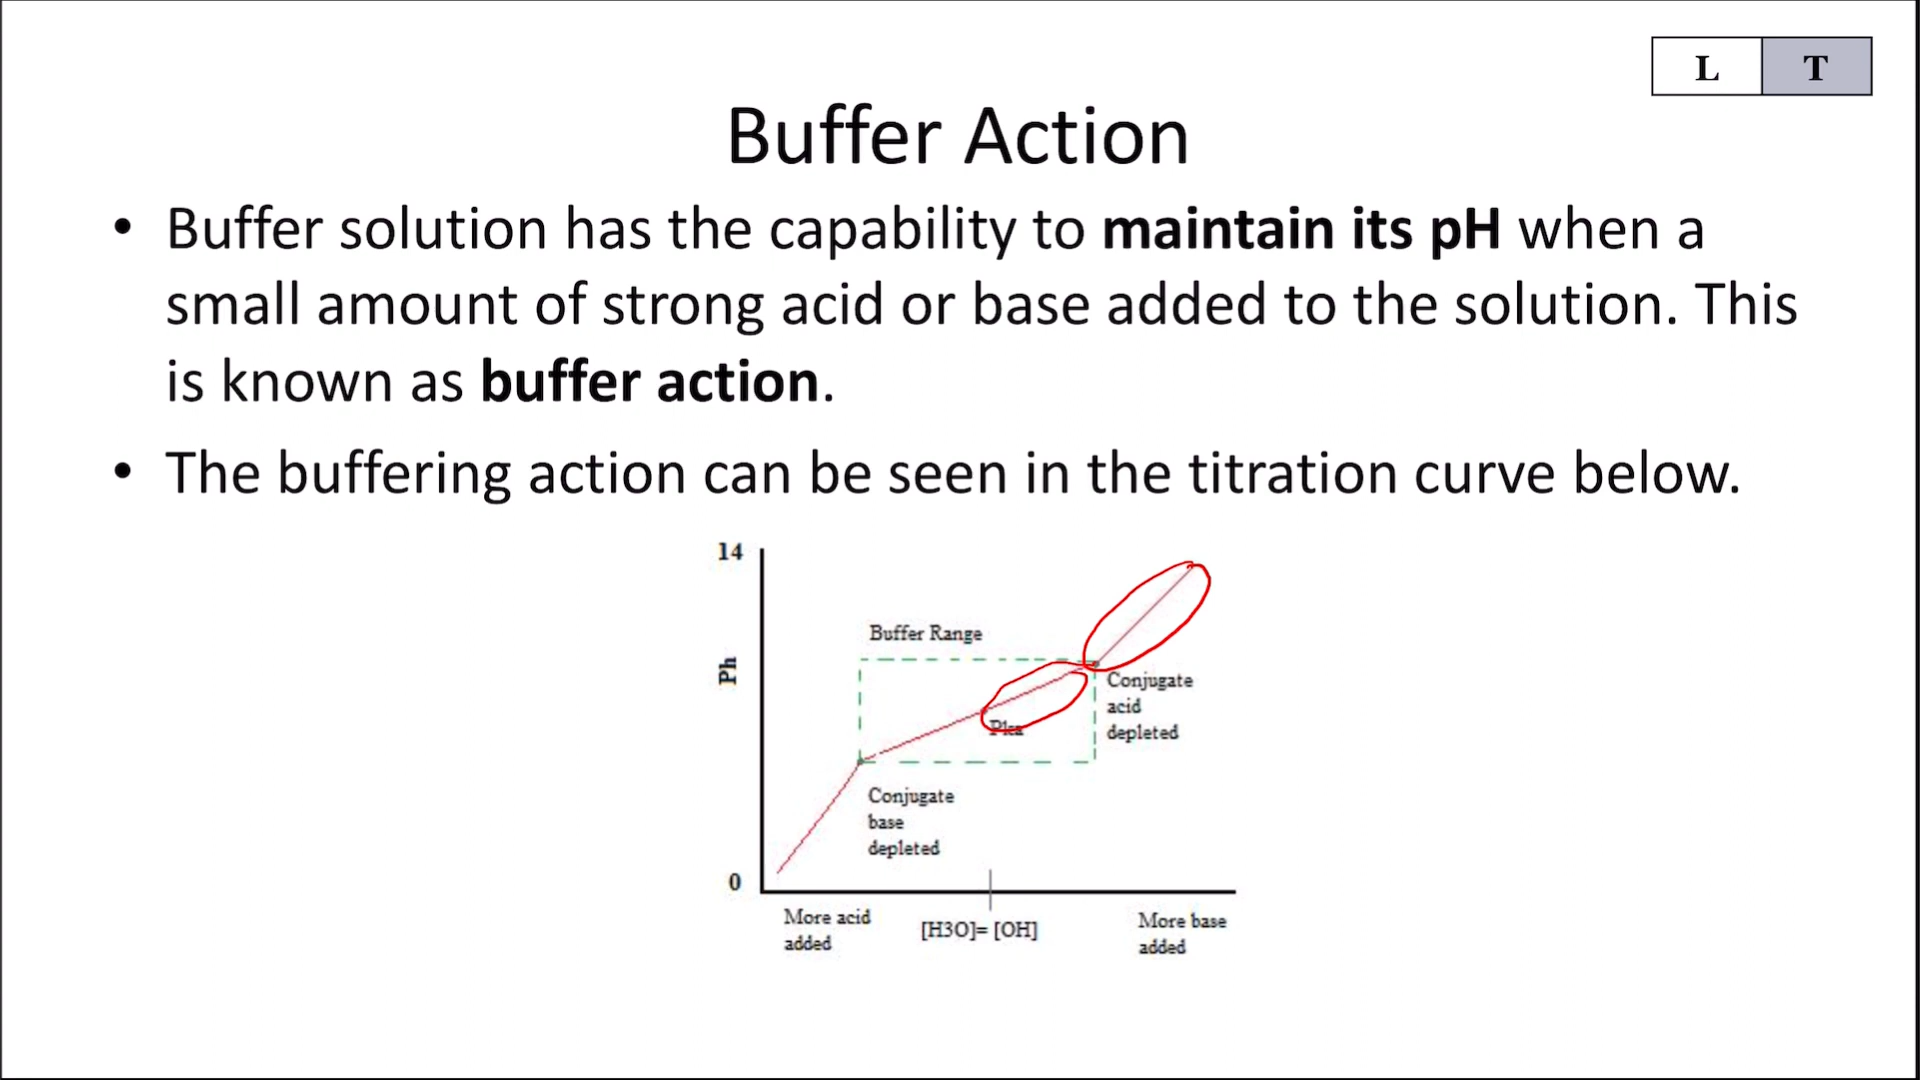 L T
Buffer Action
• Buffer solution has the capability to maintain its pH when a
small amount of strong acid or base added to the solution. This
is known as buffer action.
• The buffering action can be seen in the titration curve below.
14
Buffer Range
Ph
Conjugate
acid
depleted
Pka
Conjugate
base
depleted
0
More acid
added
[H3O]= [OH]
More base
added